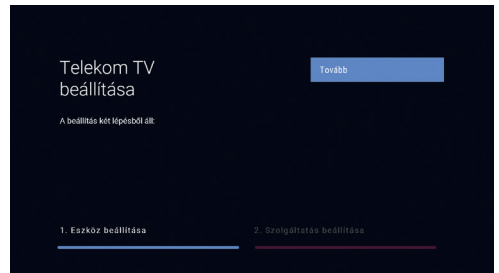 Telekom TV
beállítása
Tovább
A beállítás két lépésből áll:
1. Eszköz beállítása
2. Szolgáltatás beállítása